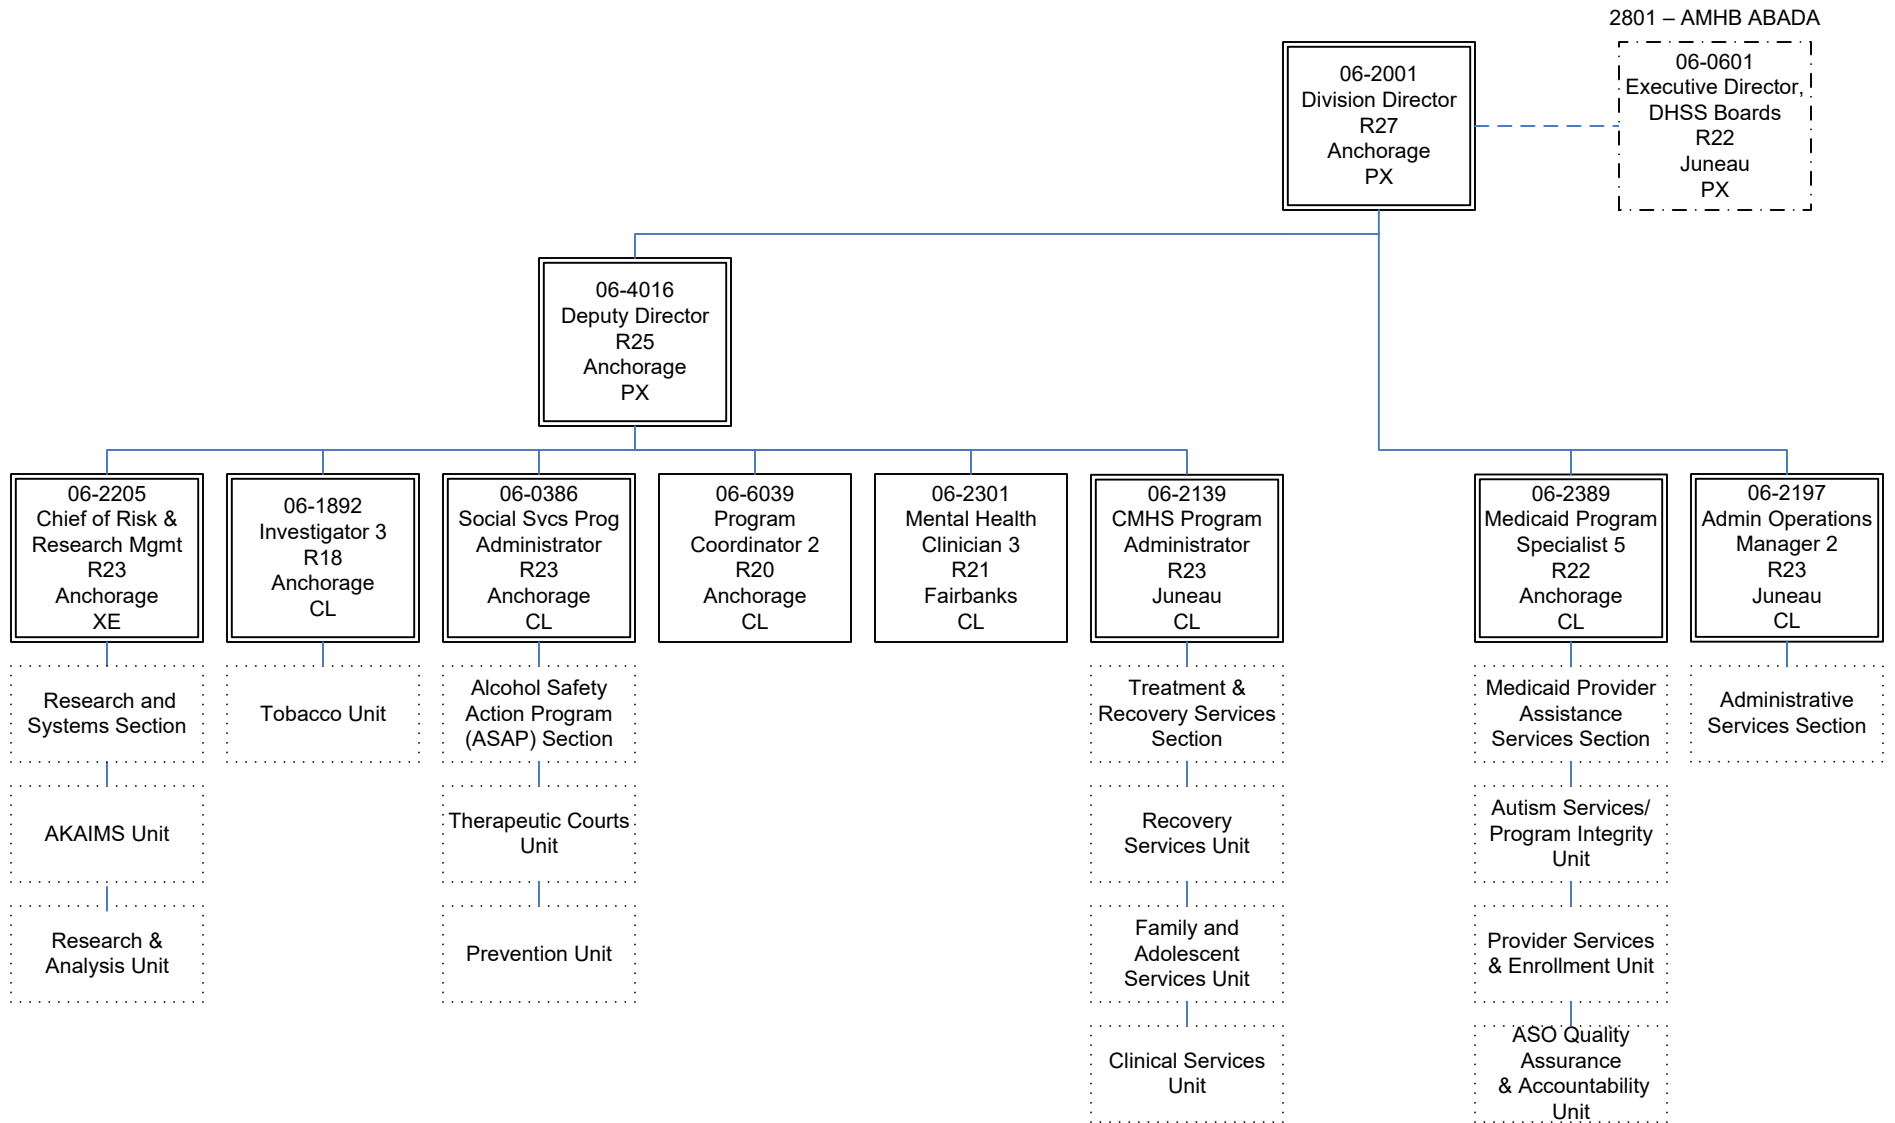 2801 – AMHB ABADA
06-2001
Division Director
R27
Anchorage
PX
06-0601
Executive Director,
DHSS Boards
R22
Juneau
PX
06-4016
Deputy Director
R25
Anchorage
PX
06-2205
Chief of Risk &
Research Mgmt
R23
Anchorage
XE
06-1892
Investigator 3
R18
Anchorage
CL
06-0386
Social Svcs Prog
Administrator
R23
Anchorage
CL
06-6039
Program
Coordinator 2
R20
Anchorage
CL
06-2301
Mental Health
Clinician 3
R21
Fairbanks
CL
06-2139
CMHS Program
Administrator
R23
Juneau
CL
06-2389
Medicaid Program
Specialist 5
R22
Anchorage
CL
06-2197
Admin Operations
Manager 2
R23
Juneau
CL
Research and
Systems Section
Tobacco Unit
Alcohol Safety
Action Program
(ASAP) Section
Treatment &
Recovery Services
Section
Medicaid Provider
Assistance
Services Section
Administrative
Services Section
AKAIMS Unit
Therapeutic Courts
Unit
Recovery
Services Unit
Autism Services/
Program Integrity
Unit
Research &
Analysis Unit
Prevention Unit
Family and
Adolescent
Services Unit
Provider Services
& Enrollment Unit
Clinical Services
Unit
ASO Quality
Assurance
& Accountability
Unit